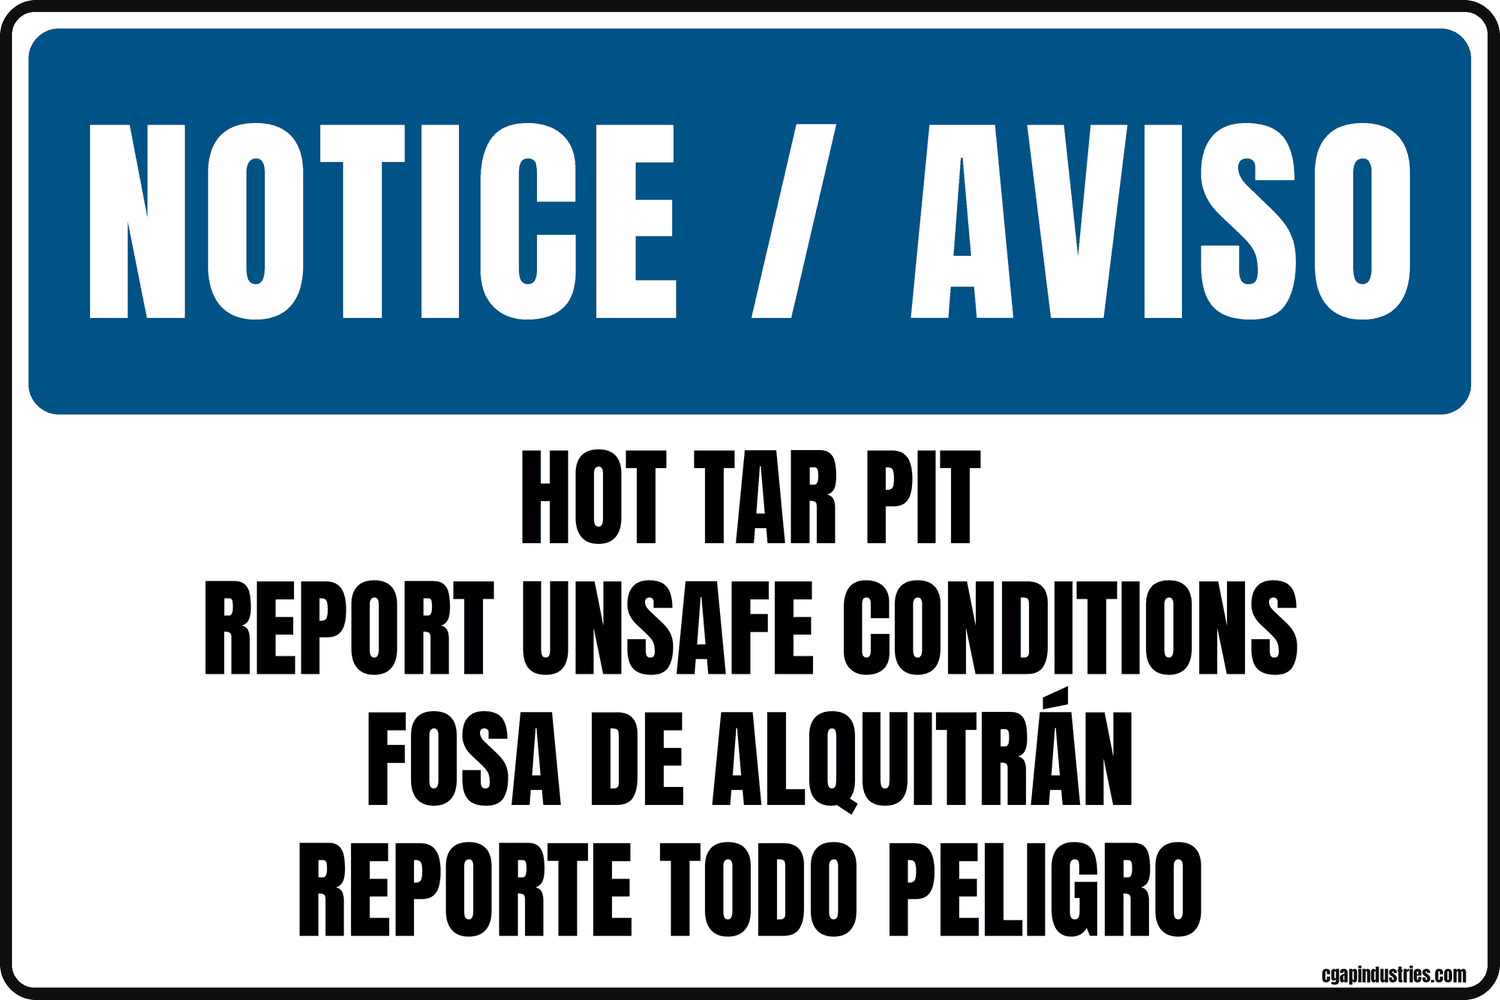 NOTICE / AVISO
HOT TAR PIT
REPORT UNSAFE CONDITIONS
FOSA DE ALQUITRÁN
REPORTE TODO PELIGRO
cgapindustries.com